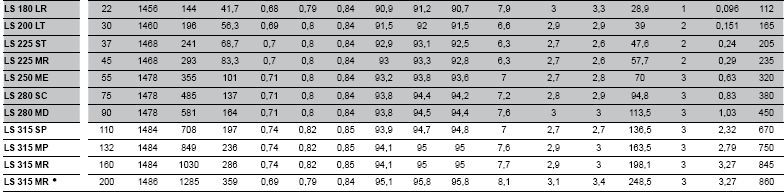 LS 180 LR 22 1456 144 41,7 0,68 0,79 0,84 90,9 91,2 90,7 7,9 3 3,3 28,9 1 0,096 112
LS 200 LT 30 1460 196 56,3 0,69 0,8 0,84 91,5 92 91,5 6,6 2,9 2,9 39 2 0,151 165
LS 225 ST 37 1468 241 68,7 0,7 0,8 0,84 92,9 93,1 92,5 6,3 2,7 2,6 47,6 2 0,24 205
LS 225 MR 45 1468 293 83,3 0,7 0,8 0,84 93 93,3 92,8 6,3 2,7 2,6 57,7 2 0,29 235
LS 250 ME 55 1478 355 101 0,71 0,8 0,84 93,2 93,8 93,6 7 2,7 2,8 70 3 0,63 320
LS 280 SC 75 1478 485 137 0,71 0,8 0,84 93,8 94,4 94,2 7,2 2,8 2,9 94,8 3 0,83 380
LS 280 MD 90 1478 581 164 0,71 0,8 0,84 93,8 94,5 94,4 7,6 3 3 113,5 3 1,03 450
LS 315 SP 110 1484 708 197 0,74 0,82 0,85 93,9 94,7 94,8 7 2,7 2,7 136,5 3 2,32 670
LS 315 MP 132 1484 849 236 0,74 0,82 0,85 94,1 95 95 7,6 2,9 3 163,5 3 2,79 750
LS 315 MR 160 1484 1030 286 0,74 0,82 0,85 94,1 95 95 7,7 2,9 3 198,1 3 3,27 845
LS 315 MR • 200 1486 1285 359 0,69 0,79 0,84 95,1 95,8 95,8 8,1 3,1 3,4 248,5 3 3,27 860